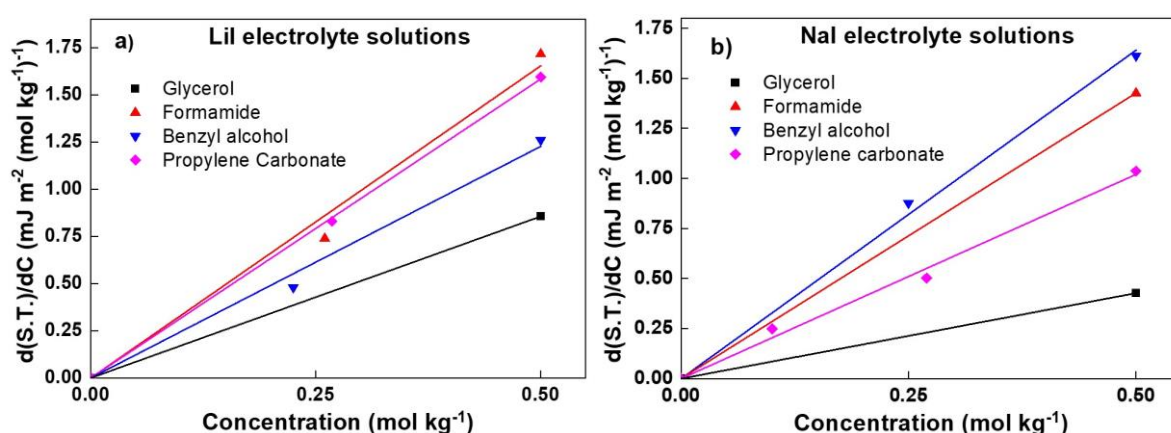 a) LiI electrolyte solutions
Glycerol
Formamide
Benzyl alcohol
Propylene Carbonate
d(S.T.)/dC (mJ m⁻² (mol kg⁻¹)⁻¹)
1.75
1.50
1.25
1.00
0.75
0.50
0.25
0.00
0.00 0.25 0.50
Concentration (mol kg⁻¹)
b) NaI electrolyte solutions
Glycerol
Formamide
Benzyl alcohol
Propylene carbonate
d(S.T.)/dC (mJ m⁻² (mol kg⁻¹)⁻¹)
1.75
1.50
1.25
1.00
0.75
0.50
0.25
0.00
0.00 0.25 0.50
Concentration (mol kg⁻¹)